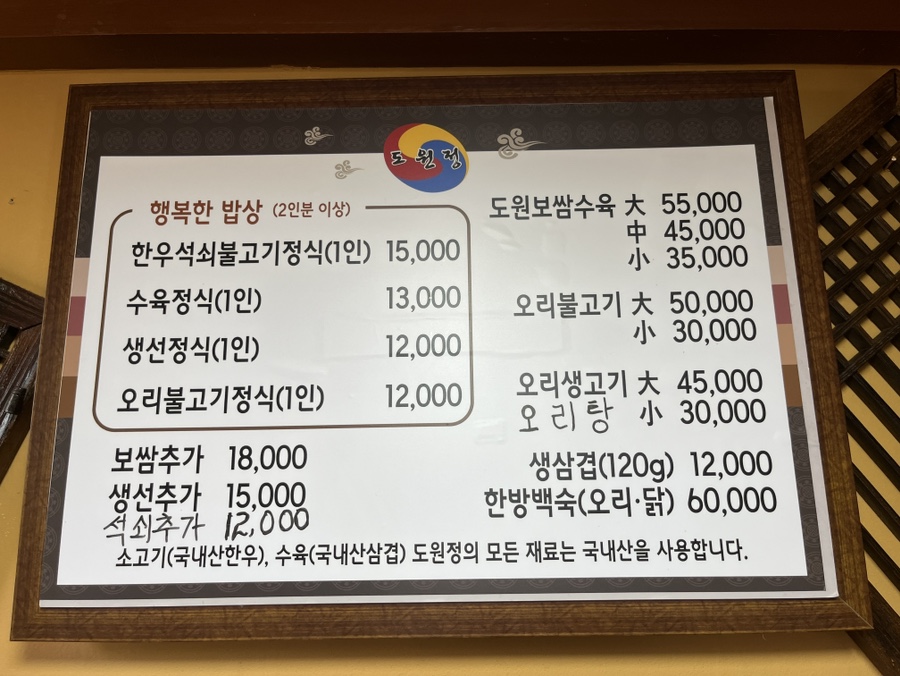 도원정
행복한 밥상 (2인분 이상)
한우석쇠불고기정식(1인) 15,000
수육정식(1인) 13,000
생선정식(1인) 12,000
오리불고기정식(1인) 12,000
보쌈추가 18,000
생선추가 15,000
석쇠추가 12,000
도원보쌈수육 大 55,000
中 45,000
小 35,000
오리불고기 大 50,000
小 30,000
오리생고기 大 45,000
오리탕 小 30,000
생삼겹(120g) 12,000
한방백숙(오리·닭) 60,000
소고기(국내산한우), 수육(국내산삼겹) 도원정의 모든 재료는 국내산을 사용합니다.